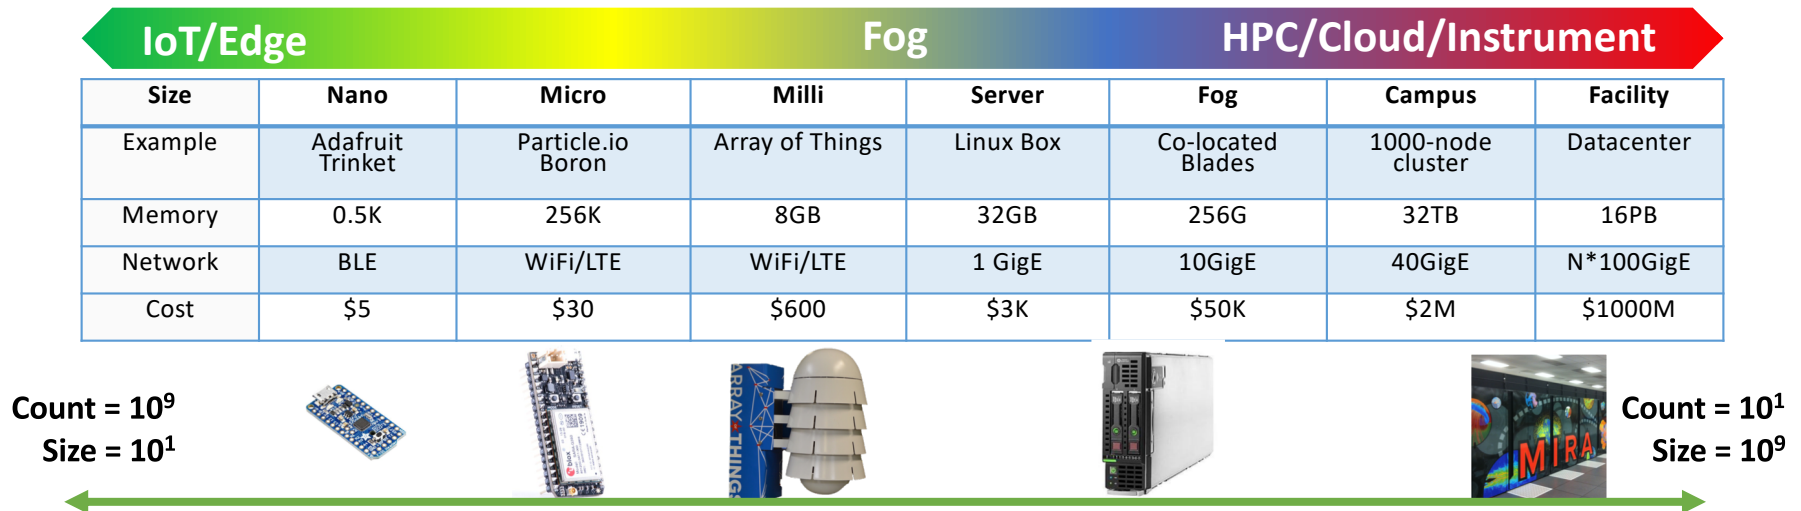 IoT/Edge Fog HPC/Cloud/Instrument
Size Nano Micro Milli Server Fog Campus Facility
Example Adafruit Trinket Particle.io Boron Array of Things Linux Box Co-located Blades 1000-node cluster Datacenter
Memory 0.5K 256K 8GB 32GB 256G 32TB 16PB
Network BLE WiFi/LTE WiFi/LTE 1 GigE 10GigE 40GigE N*100GigE
Cost $5 $30 $600 $3K $50K $2M $1000M
Count = 10⁹
Size = 10¹
ublox
ARRAY OF THINGS
MIRA
Count = 10¹
Size = 10⁹